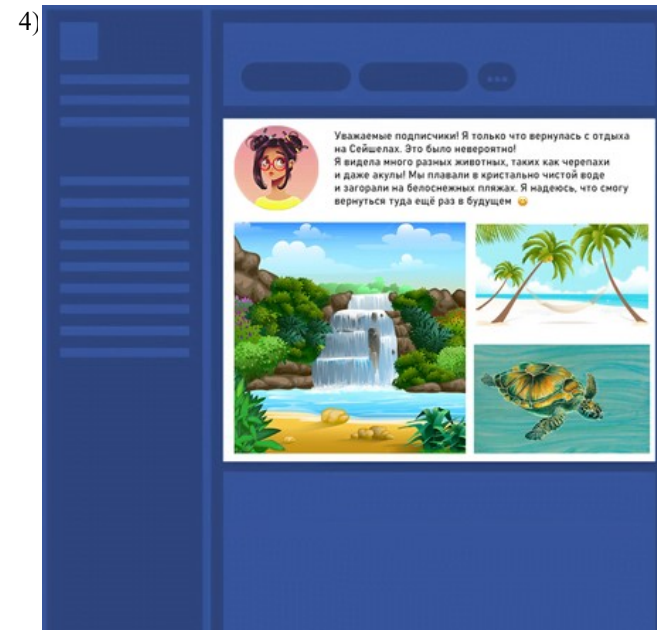 4)
Уважаемые подписчики! Я только что вернулась с отдыха
на Сейшелах. Это было невероятно!
Я видела много разных животных, таких как черепахи
и даже акулы! Мы плавали в кристально чистой воде
и загорали на белоснежных пляжах. Я надеюсь, что смогу
вернуться туда ещё раз в будущем 😊